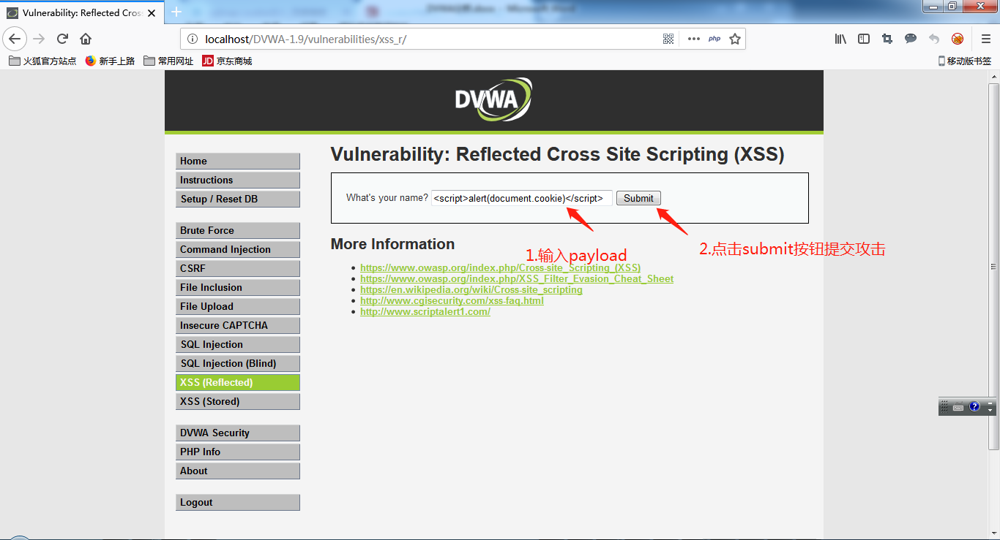 Vulnerability: Reflected Cros
localhost/DVWA-1.9/vulnerabilities/xss_r/
php
火狐官方站点 新手上路 常用网址 JD 京东商城
移动版书签
DVWA
Home
Instructions
Setup / Reset DB
Brute Force
Command Injection
CSRF
File Inclusion
File Upload
Insecure CAPTCHA
SQL Injection
SQL Injection (Blind)
XSS (Reflected)
XSS (Stored)
DVWA Security
PHP Info
About
Logout
Vulnerability: Reflected Cross Site Scripting (XSS)
What's your name? <script>alert(document.cookie)</script> Submit
1.输入payload
2.点击submit按钮提交攻击
More Information
https://www.owasp.org/index.php/Cross-site_Scripting_(XSS)
https://www.owasp.org/index.php/XSS_Filter_Evasion_Cheat_Sheet
https://en.wikipedia.org/wiki/Cross-site_scripting
http://www.cgisecurity.com/xss-faq.html
http://www.scriptalert1.com/